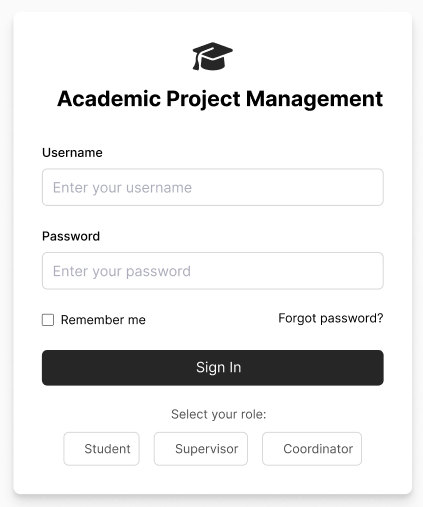 Academic Project Management
Username
Enter your username
Password
Enter your password
Remember me
Forgot password?
Sign In
Select your role:
Student
Supervisor
Coordinator